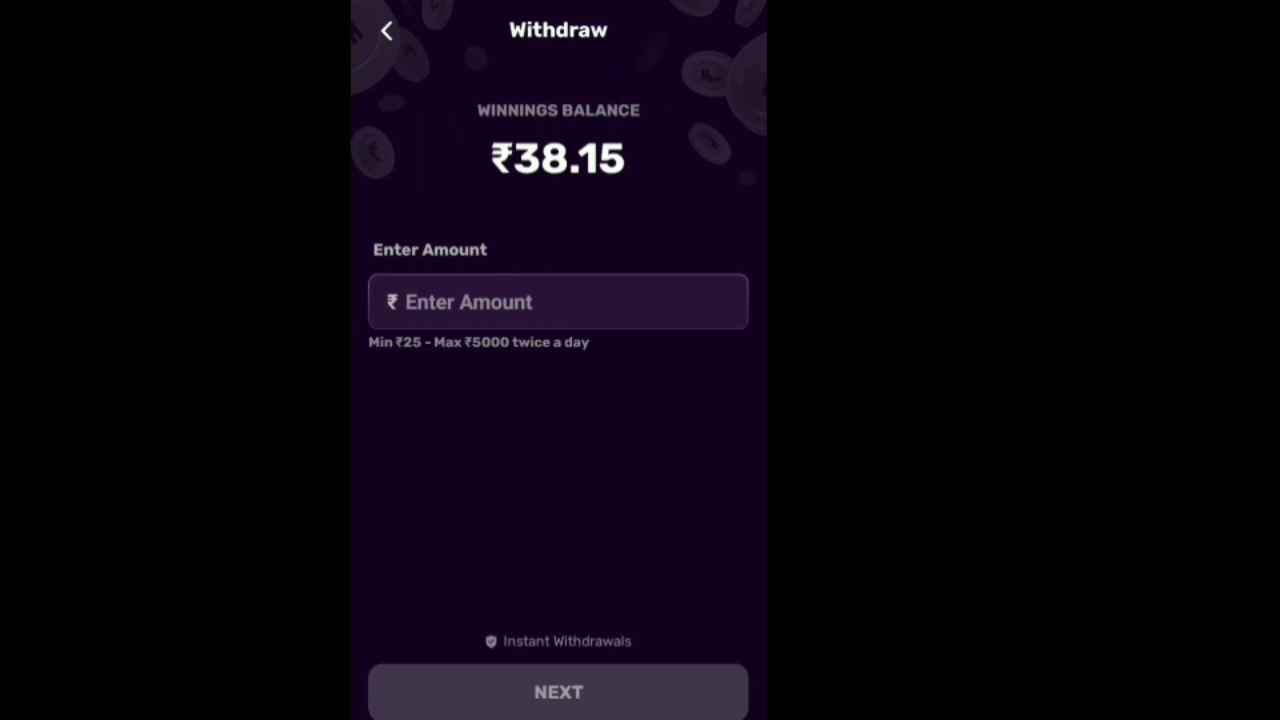 Withdraw
WINNINGS BALANCE
₹38.15
Enter Amount
₹ Enter Amount
Min ₹25 - Max ₹5000 twice a day
Instant Withdrawals
NEXT